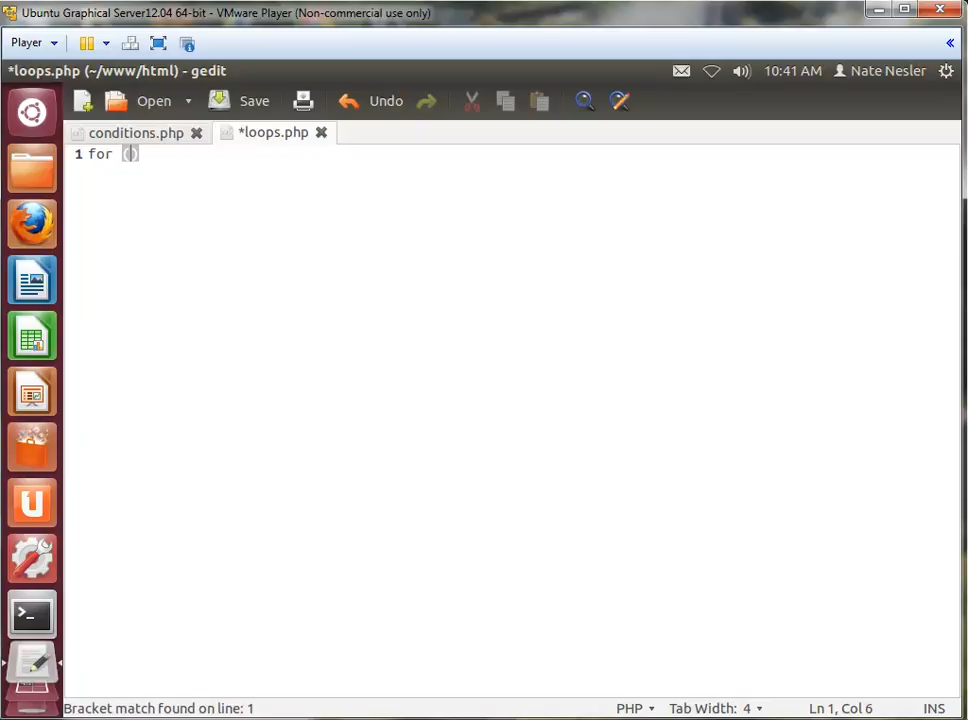 Ubuntu Graphical Server12.04 64-bit - VMware Player (Non-commercial use only)
Player
*loops.php (~/www/html) - gedit
10:41 AM
Nate Nesler
Open
Save
Undo
conditions.php
*loops.php
1 for ()
Bracket match found on line: 1
PHP
Tab Width: 4
Ln 1, Col 6
INS